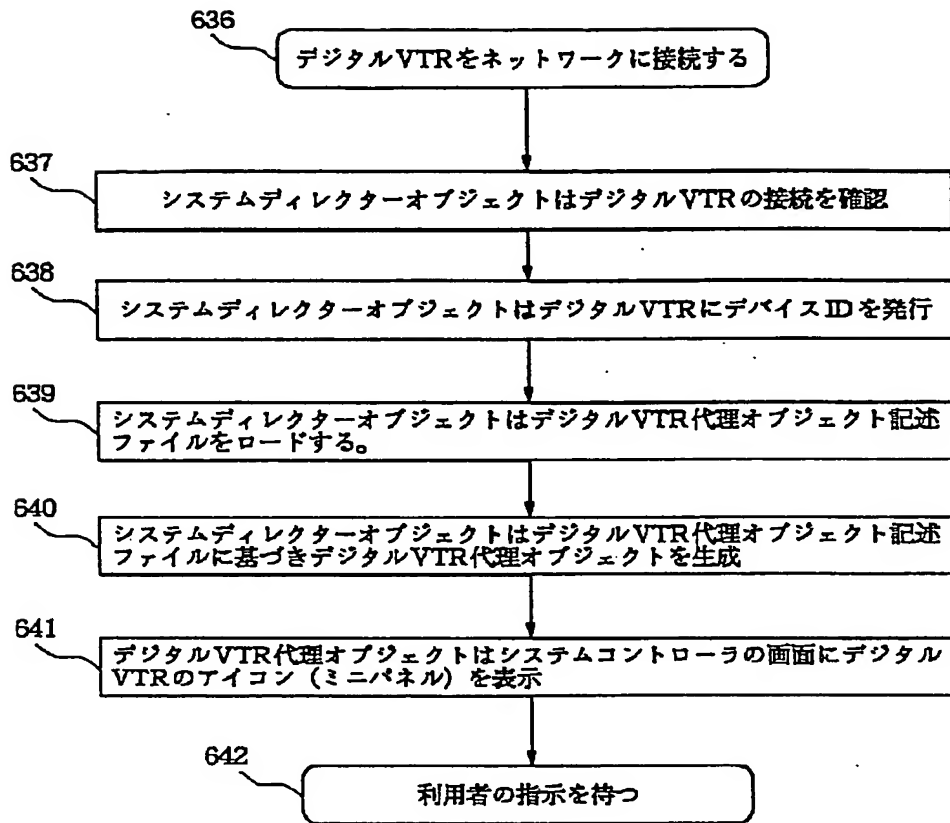 636
デジタルVTRをネットワークに接続する
637
システムディレクターオブジェクトはデジタルVTRの接続を確認
638
システムディレクターオブジェクトはデジタルVTRにデバイスIDを発行
639
システムディレクターオブジェクトはデジタルVTR代理オブジェクト記述
ファイルをロードする。
640
システムディレクターオブジェクトはデジタルVTR代理オブジェクト記述
ファイルに基づきデジタルVTR代理オブジェクトを生成
641
デジタルVTR代理オブジェクトはシステムコントローラの画面にデジタル
VTRのアイコン（ミニパネル）を表示
642
利用者の指示を待つ